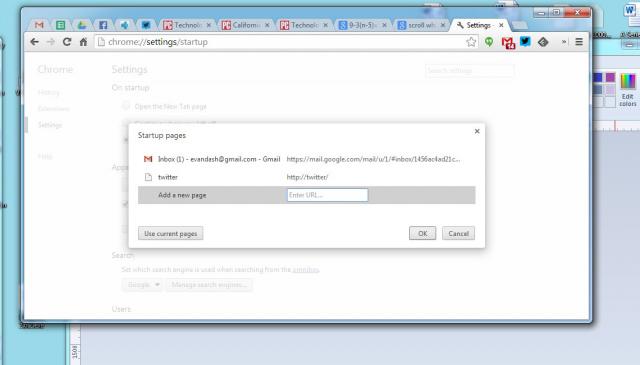 Technolo
California
Technolo
9-3(n-5)=
scroll wh
Settings
chrome://settings/startup
Chrome
Settings
Search settings
History
On startup
Extensions
Open the New Tab page
Settings
Help
Startup pages
Inbox (1) - evandash@gmail.com - Gmail https://mail.google.com/mail/u/1/#inbox/1456ac4ad21c...
twitter http://twitter/
Add a new page Enter URL...
Use current pages OK Cancel
Search
Set which search engine is used when searching from the omnibox.
Google Manage search engines...
Users
Edit
colors